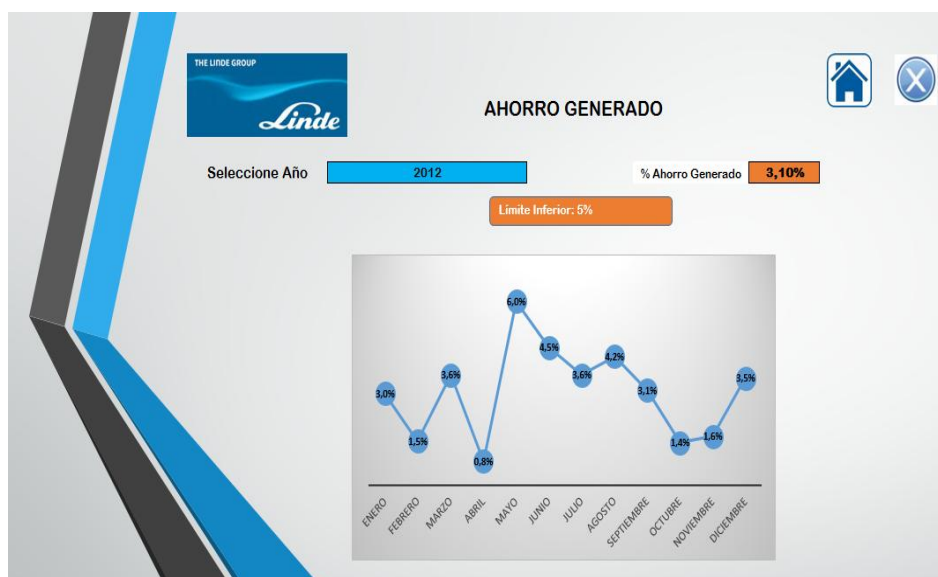 THE LINDE GROUP
Linde
AHORRO GENERADO
Seleccione Año
2012
% Ahorro Generado
3,10%
Limite Inferior: 5%
3,0%
1,5%
3,6%
0,8%
6,0%
4,5%
3,6%
4,2%
3,1%
1,4%
1,6%
3,5%
ENERO
FEBRERO
MARZO
ABRIL
MAYO
JUNIO
JULIO
AGOSTO
SEPTIEMBRE
OCTUBRE
NOVIEMBRE
DICIEMBRE